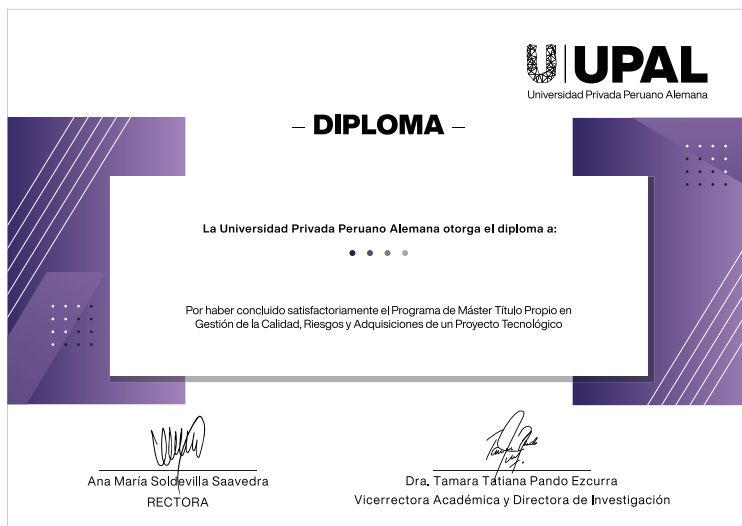 UPAL
Universidad Privada Peruano Alemana
– DIPLOMA –
La Universidad Privada Peruano Alemana otorga el diploma a:
Por haber concluido satisfactoriamente el Programa de Máster Título Propio en
Gestión de la Calidad, Riesgos y Adquisiciones de un Proyecto Tecnológico
Ana María Soldevilla Saavedra
RECTORA
Dra. Tamara Tatiana Pando Ezcurra
Vicerrectora Académica y Directora de Investigación